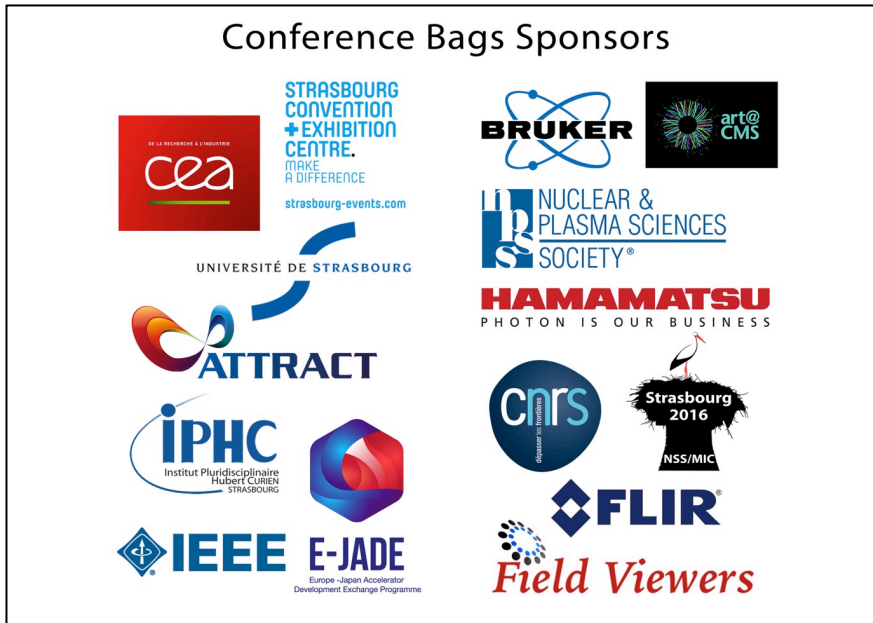 Conference Bags Sponsors
DE LA RECHERCHE À L'INDUSTRIE
cea
STRASBOURG
CONVENTION
+EXHIBITION
CENTRE.
MAKE
A DIFFERENCE
strasbourg-events.com
UNIVERSITÉ DE STRASBOURG
ATTRACT
iPHC
Institut Pluridisciplinaire
Hubert CURIEN
STRASBOURG
IEEE
®
E-JADE
Europe -Japan Accelerator
Development Exchange Programme
BRUKER
art@
CMS
npss
NUCLEAR &
PLASMA SCIENCES
SOCIETY®
HAMAMATSU
PHOTON IS OUR BUSINESS
cnrs
dépasser les frontières
Strasbourg
2016
NSS/MIC
FLIR®
Field Viewers